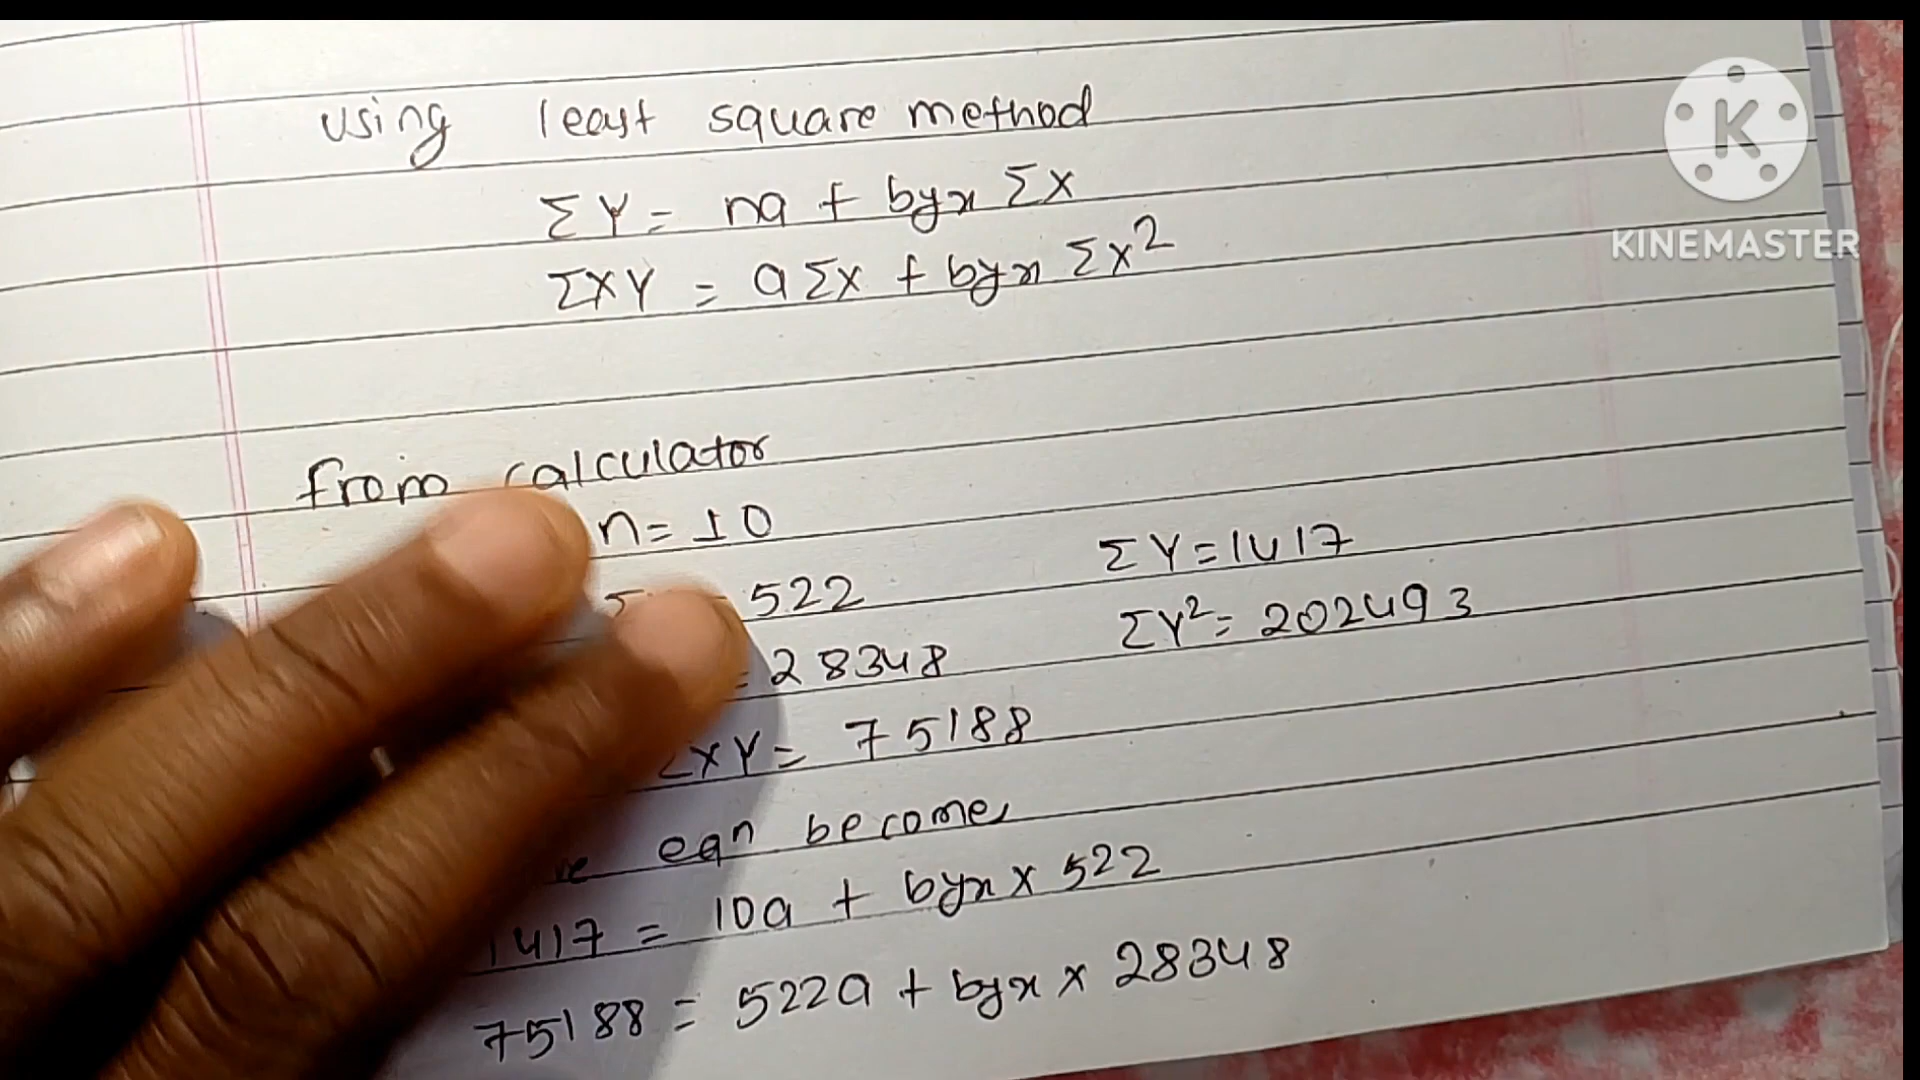 using least square method
ΣY = na + byx ΣX
ΣXY = aΣX + byx ΣX²
KINEMASTER
from calculator
n = 10
= 522 ΣY = 1417
= 28348 ΣY² = 202493
ΣXY = 75188
eqn become
1417 = 10a + byx × 522
75188 = 522a + byx × 28348